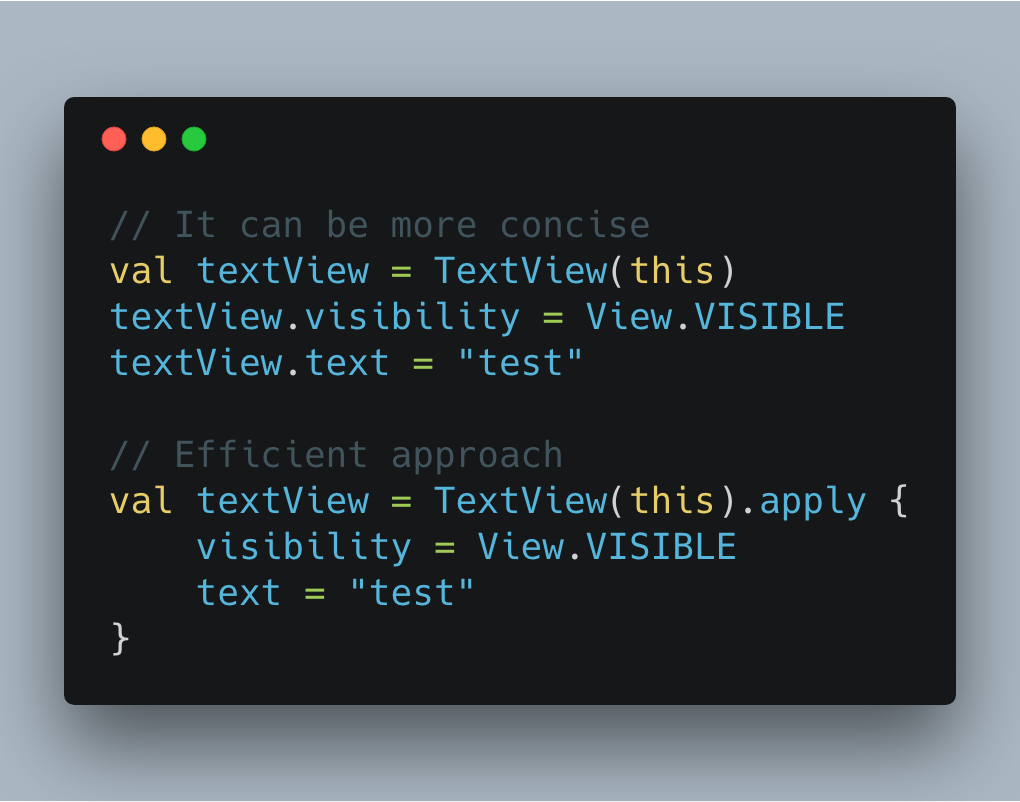 // It can be more concise
val textView = TextView(this)
textView.visibility = View.VISIBLE
textView.text = "test"

// Efficient approach
val textView = TextView(this).apply {
    visibility = View.VISIBLE
    text = "test"
}